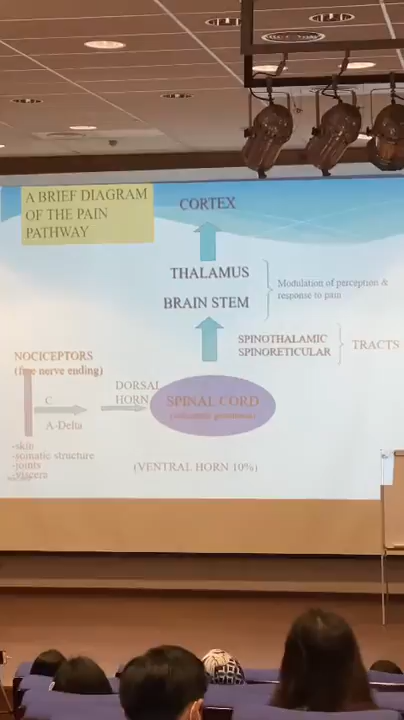 A BRIEF DIAGRAM
OF THE PAIN
PATHWAY
CORTEX
THALAMUS
BRAIN STEM
Modulation of perception &
response to pain
SPINOTHALAMIC
SPINORETICULAR
TRACTS
NOCICEPTORS
(free nerve ending)
C
A-Delta
DORSAL
HORN
SPINAL CORD
-skin
-somatic structure
-joints
-viscera
(VENTRAL HORN 10%)